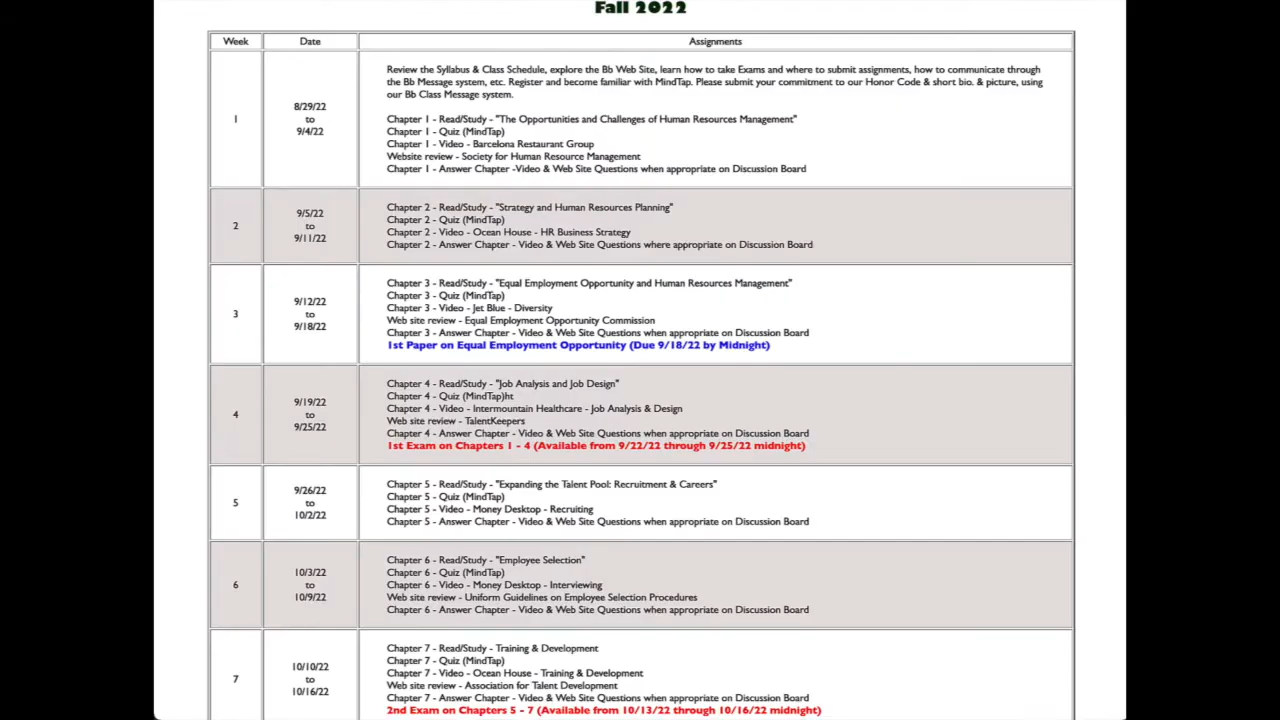 Fall 2022
Week Date Assignments
1
8/29/22
to
9/4/22
Review the Syllabus & Class Schedule, explore the Bb Web Site, learn how to take Exams and where to submit assignments, how to communicate through
the Bb Message system, etc. Register and become familiar with MindTap. Please submit your commitment to our Honor Code & short bio. & picture, using
our Bb Class Message system.
Chapter 1 - Read/Study - "The Opportunities and Challenges of Human Resources Management"
Chapter 1 - Quiz (MindTap)
Chapter 1 - Video - Barcelona Restaurant Group
Website review - Society for Human Resource Management
Chapter 1 - Answer Chapter -Video & Web Site Questions when appropriate on Discussion Board
2
9/5/22
to
9/11/22
Chapter 2 - Read/Study - "Strategy and Human Resources Planning"
Chapter 2 - Quiz (MindTap)
Chapter 2 - Video - Ocean House - HR Business Strategy
Chapter 2 - Answer Chapter - Video & Web Site Questions where appropriate on Discussion Board
3
9/12/22
to
9/18/22
Chapter 3 - Read/Study - "Equal Employment Opportunity and Human Resources Management"
Chapter 3 - Quiz (MindTap)
Chapter 3 - Video - Jet Blue - Diversity
Web site review - Equal Employment Opportunity Commission
Chapter 3 - Answer Chapter - Video & Web Site Questions when appropriate on Discussion Board
1st Paper on Equal Employment Opportunity (Due 9/18/22 by Midnight)
4
9/19/22
to
9/25/22
Chapter 4 - Read/Study - "Job Analysis and Job Design"
Chapter 4 - Quiz (MindTap)ht
Chapter 4 - Video - Intermountain Healthcare - Job Analysis & Design
Web site review - TalentKeepers
Chapter 4 - Answer Chapter - Video & Web Site Questions when appropriate on Discussion Board
1st Exam on Chapters 1 - 4 (Available from 9/22/22 through 9/25/22 midnight)
5
9/26/22
to
10/2/22
Chapter 5 - Read/Study - "Expanding the Talent Pool: Recruitment & Careers"
Chapter 5 - Quiz (MindTap)
Chapter 5 - Video - Money Desktop - Recruiting
Chapter 5 - Answer Chapter - Video & Web Site Questions when appropriate on Discussion Board
6
10/3/22
to
10/9/22
Chapter 6 - Read/Study - "Employee Selection"
Chapter 6 - Quiz (MindTap)
Chapter 6 - Video - Money Desktop - Interviewing
Web site review - Uniform Guidelines on Employee Selection Procedures
Chapter 6 - Answer Chapter - Video & Web Site Questions when appropriate on Discussion Board
7
10/10/22
to
10/16/22
Chapter 7 - Read/Study - Training & Development
Chapter 7 - Quiz (MindTap)
Chapter 7 - Video - Ocean House - Training & Development
Web site review - Association for Talent Development
Chapter 7 - Answer Chapter - Video & Web Site Questions when appropriate on Discussion Board
2nd Exam on Chapters 5 - 7 (Available from 10/13/22 through 10/16/22 midnight)